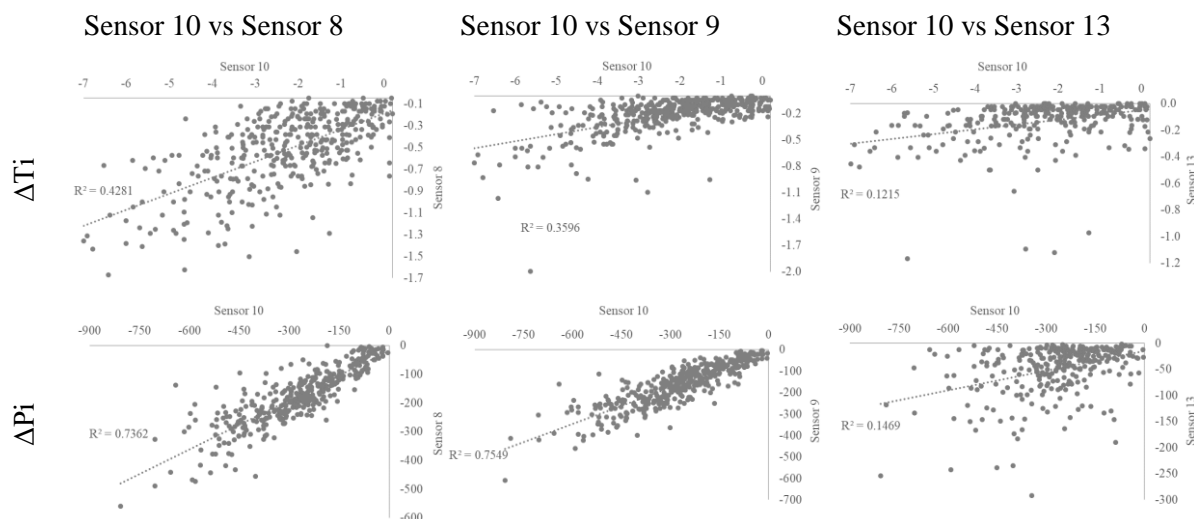 Sensor 10 vs Sensor 8
Sensor 10 vs Sensor 9
Sensor 10 vs Sensor 13
ΔTi
Sensor 10
-7 -6 -5 -4 -3 -2 -1 0
-0.1
-0.3
-0.5
-0.7
-0.9
-1.1
-1.3
-1.5
-1.7
Sensor 8
R² = 0.4281
Sensor 10
-7 -6 -5 -4 -3 -2 -1 0
-0.2
-0.5
-0.8
-1.1
-1.4
-1.7
-2.0
Sensor 9
R² = 0.3596
Sensor 10
-7 -6 -5 -4 -3 -2 -1 0
0.0
-0.2
-0.4
-0.6
-0.8
-1.0
-1.2
Sensor 13
R² = 0.1215
ΔPi
Sensor 10
-900 -750 -600 -450 -300 -150 0
0
-100
-200
-300
-400
-500
-600
Sensor 8
R² = 0.7362
Sensor 10
-900 -750 -600 -450 -300 -150 0
0
-100
-200
-300
-400
-500
-600
-700
Sensor 9
R² = 0.7549
Sensor 10
-900 -750 -600 -450 -300 -150 0
0
-50
-100
-150
-200
-250
-300
Sensor 13
R² = 0.1469